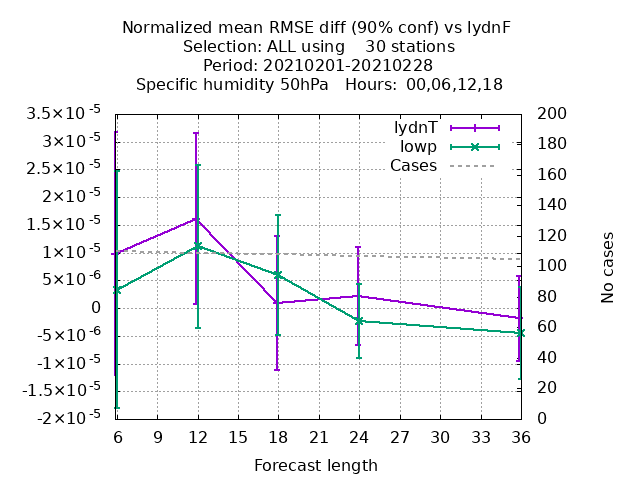 Normalized mean RMSE diff (90% conf) vs lydnF
Selection: ALL using    30 stations
Period: 20210201-20210228
Specific humidity 50hPa   Hours: 00,06,12,18
3.5×10^-5
3×10^-5
2.5×10^-5
2×10^-5
1.5×10^-5
1×10^-5
5×10^-6
0
-5×10^-6
-1×10^-5
-1.5×10^-5
-2×10^-5
200
180
160
140
120
100
80
60
40
20
0
lydnT
lowp
Cases
No cases
6 9 12 15 18 21 24 27 30 33 36
Forecast length